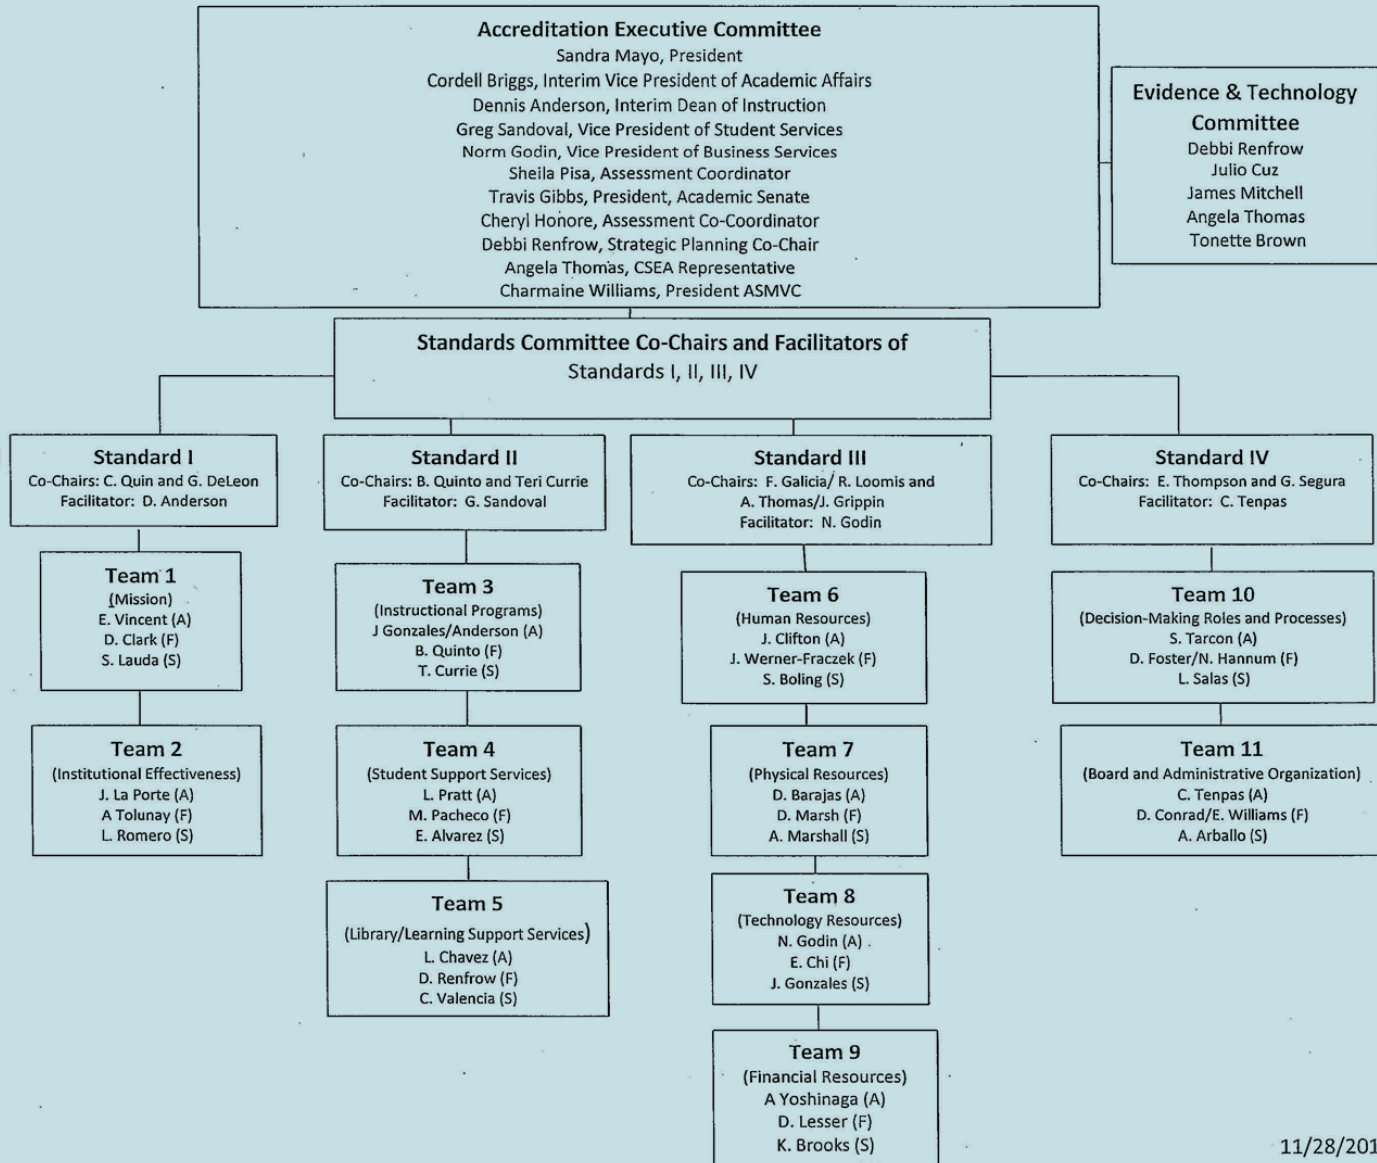 Accreditation Executive Committee
Sandra Mayo, President
Cordell Briggs, Interim Vice President of Academic Affairs
Dennis Anderson, Interim Dean of Instruction
Greg Sandoval, Vice President of Student Services
Norm Godin, Vice President of Business Services
Sheila Pisa, Assessment Coordinator
Travis Gibbs, President, Academic Senate
Cheryl Honore, Assessment Co-Coordinator
Debbi Renfrow, Strategic Planning Co-Chair
Angela Thomas, CSEA Representative
Charmaine Williams, President ASMVC
Evidence & Technology
Committee
Debbi Renfrow
Julio Cuz
James Mitchell
Angela Thomas
Tonette Brown
Standards Committee Co-Chairs and Facilitators of
Standards I, II, III, IV
Standard I
Co-Chairs: C. Quin and G. DeLeon
Facilitator: D. Anderson
Team 1
(Mission)
E. Vincent (A)
D. Clark (F)
S. Lauda (S)
Team 2
(Institutional Effectiveness)
J. La Porte (A)
A Tolunay (F)
L. Romero (S)
Standard II
Co-Chairs: B. Quinto and Teri Currie
Facilitator: G. Sandoval
Team 3
(Instructional Programs)
J Gonzales/Anderson (A)
B. Quinto (F)
T. Currie (S)
Team 4
(Student Support Services)
L. Pratt (A)
M. Pacheco (F)
E. Alvarez (S)
Team 5
(Library/Learning Support Services)
L. Chavez (A)
D. Renfrow (F)
C. Valencia (S)
Standard III
Co-Chairs: F. Galicia/ R. Loomis and
A. Thomas/J. Grippin
Facilitator: N. Godin
Team 6
(Human Resources)
J. Clifton (A)
J. Werner-Fraczek (F)
S. Boling (S)
Team 7
(Physical Resources)
D. Barajas (A)
D. Marsh (F)
A. Marshall (S)
Team 8
(Technology Resources)
N. Godin (A)
E. Chi (F)
J. Gonzales (S)
Team 9
(Financial Resources)
A Yoshinaga (A)
D. Lesser (F)
K. Brooks (S)
Standard IV
Co-Chairs: E. Thompson and G. Segura
Facilitator: C. Tenpas
Team 10
(Decision-Making Roles and Processes)
S. Tarcon (A)
D. Foster/N. Hannum (F)
L. Salas (S)
Team 11
(Board and Administrative Organization)
C. Tenpas (A)
D. Conrad/E. Williams (F)
A. Arballo (S)
11/28/201